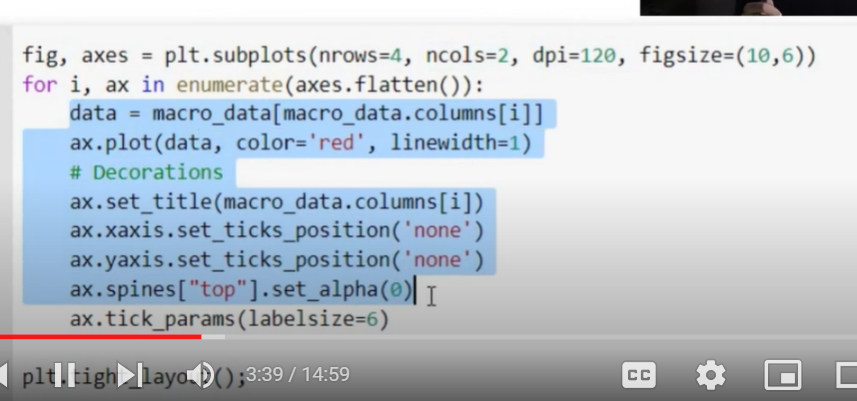 fig, axes = plt.subplots(nrows=4, ncols=2, dpi=120, figsize=(10,6))
for i, ax in enumerate(axes.flatten()):
    data = macro_data[macro_data.columns[i]]
    ax.plot(data, color='red', linewidth=1)
    # Decorations
    ax.set_title(macro_data.columns[i])
    ax.xaxis.set_ticks_position('none')
    ax.yaxis.set_ticks_position('none')
    ax.spines["top"].set_alpha(0)
    ax.tick_params(labelsize=6)
plt.tight_layout();
3:39 / 14:59
CC